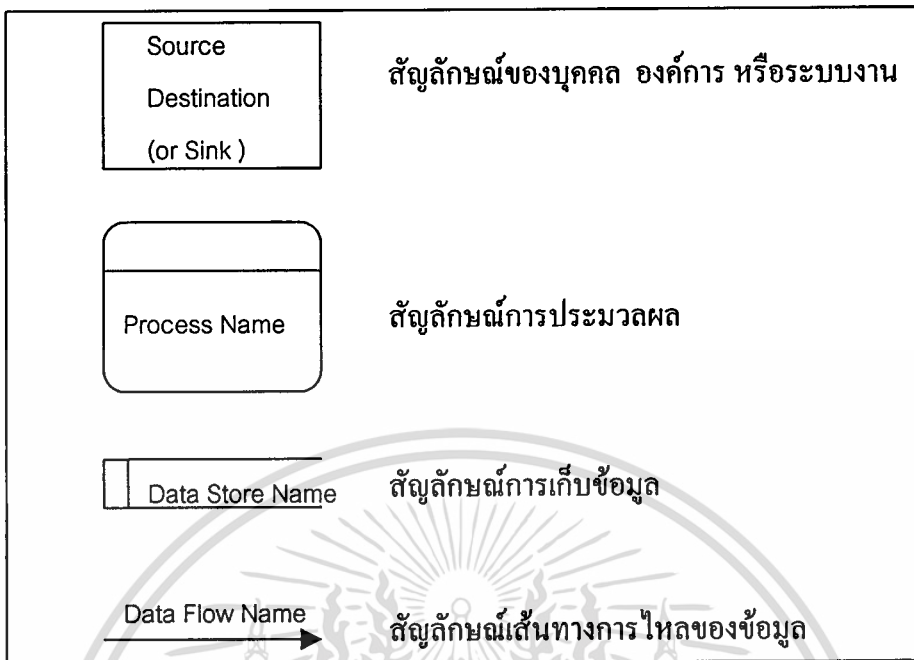 Source
Destination
(or Sink )
สัญลักษณ์ของบุคคล องค์การ หรือระบบงาน
Process Name
สัญลักษณ์การประมวลผล
Data Store Name
สัญลักษณ์การเก็บข้อมูล
Data Flow Name
สัญลักษณ์เส้นทางการไหลของข้อมูล